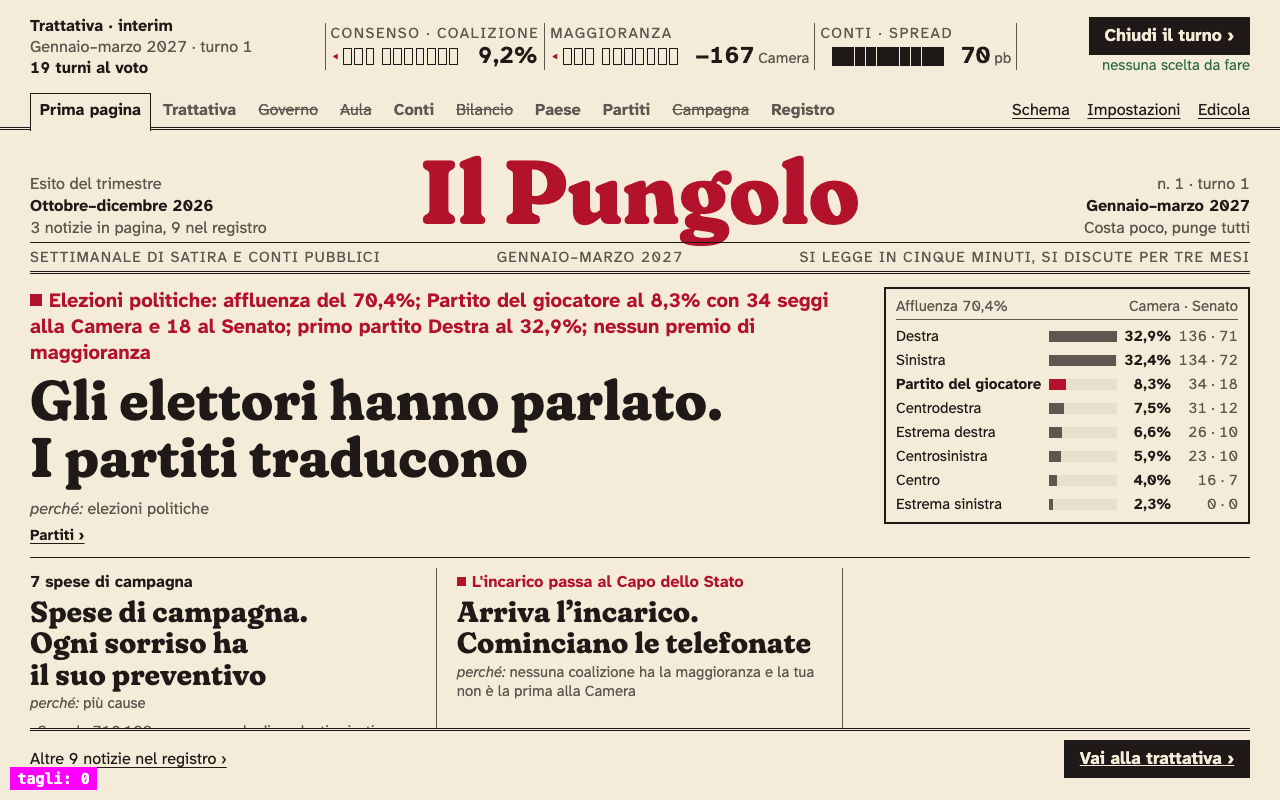 Trattativa · interim
Gennaio–marzo 2027 · turno 1
19 turni al voto
CONSENSO · COALIZIONE
9,2%
MAGGIORANZA
−167 Camera
CONTI · SPREAD
70 pb
Chiudi il turno ›
nessuna scelta da fare
Prima pagina Trattativa Governo Aula Conti Bilancio Paese Partiti Campagna Registro Schema Impostazioni Edicola
Esito del trimestre
Ottobre–dicembre 2026
3 notizie in pagina, 9 nel registro
Il Pungolo
n. 1 · turno 1
Gennaio–marzo 2027
Costa poco, punge tutti
SETTIMANALE DI SATIRA E CONTI PUBBLICI GENNAIO–MARZO 2027 SI LEGGE IN CINQUE MINUTI, SI DISCUTE PER TRE MESI
Elezioni politiche: affluenza del 70,4%; Partito del giocatore al 8,3% con 34 seggi
alla Camera e 18 al Senato; primo partito Destra al 32,9%; nessun premio di
maggioranza
Gli elettori hanno parlato.
I partiti traducono
perché: elezioni politiche
Partiti ›
Affluenza 70,4% Camera · Senato
Destra 32,9% 136 · 71
Sinistra 32,4% 134 · 72
Partito del giocatore 8,3% 34 · 18
Centrodestra 7,5% 31 · 12
Estrema destra 6,6% 26 · 10
Centrosinistra 5,9% 23 · 10
Centro 4,0% 16 · 7
Estrema sinistra 2,3% 0 · 0
7 spese di campagna
Spese di campagna.
Ogni sorriso ha
il suo preventivo
perché: più cause
L'incarico passa al Capo dello Stato
Arriva l’incarico.
Cominciano le telefonate
perché: nessuna coalizione ha la maggioranza e la tua
non è la prima alla Camera
Altre 9 notizie nel registro ›
Vai alla trattativa ›
tagli: 0